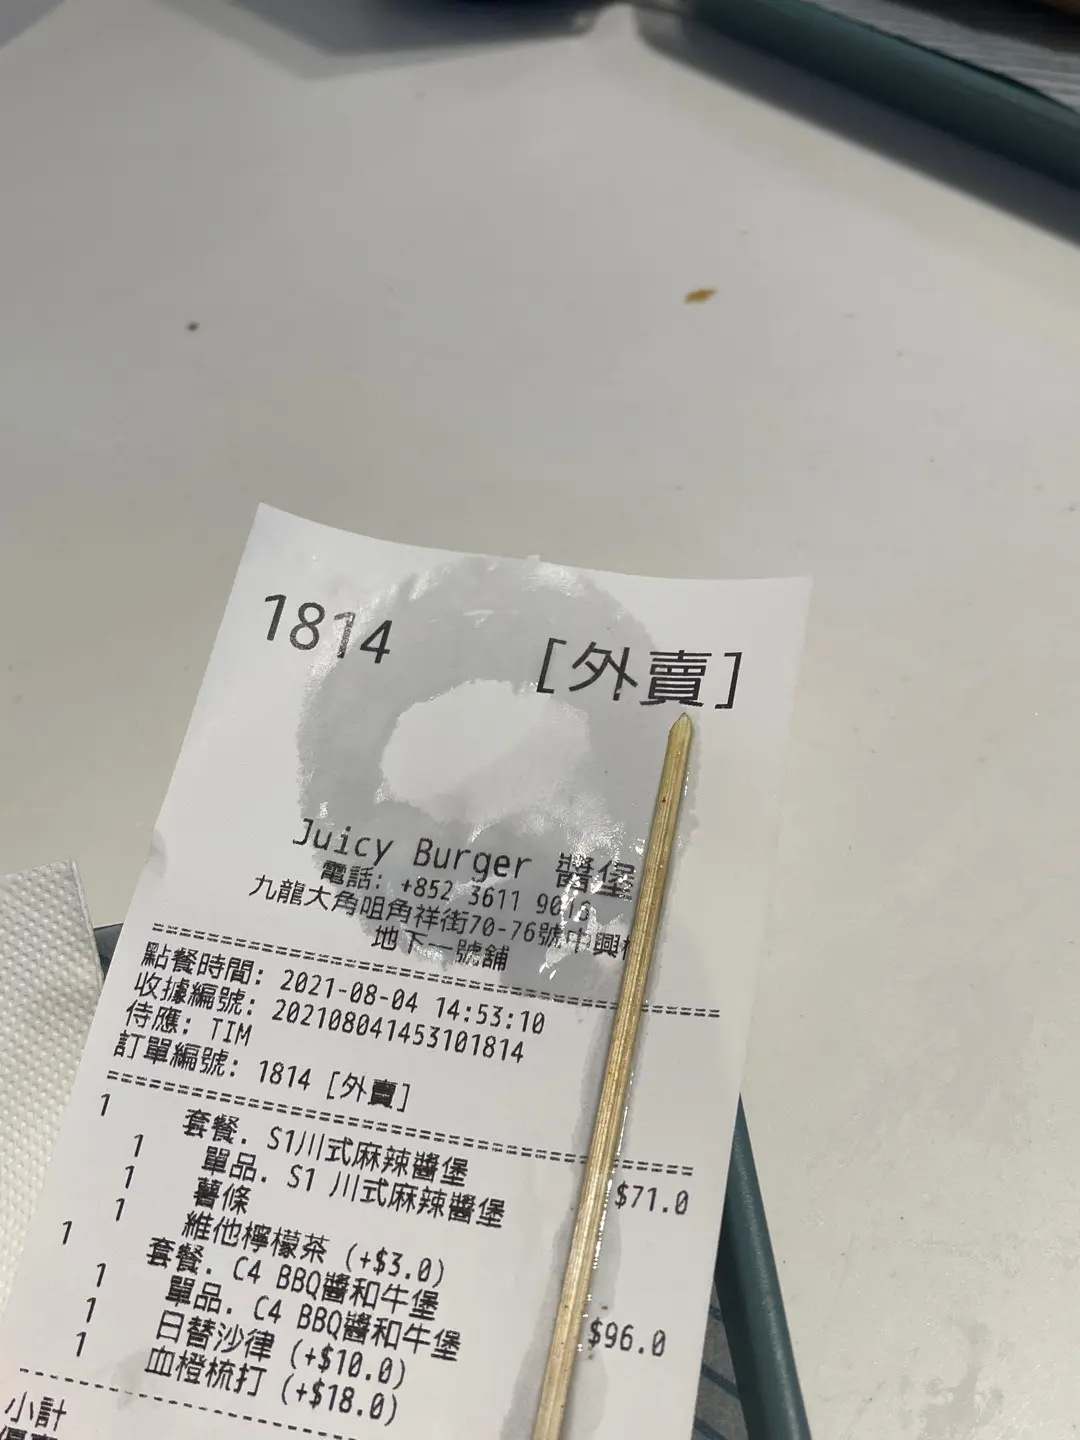 1814 [外賣]
Juicy Burger 醬堡
電話: +852 3611 9018
九龍大角咀角祥街70-76號中興
地下一號舖
點餐時間: 2021-08-04 14:53:10
收據編號: 202108041453101814
侍應: TIM
訂單編號: 1814 [外賣]
1 套餐. S1川式麻辣醬堡 $71.0
1 單品. S1 川式麻辣醬堡
1 薯條
1 維他檸檬茶 (+$3.0)
1 套餐. C4 BBQ醬和牛堡 $96.0
1 單品. C4 BBQ醬和牛堡
1 日替沙律 (+$10.0)
1 血橙梳打 (+$18.0)
小計